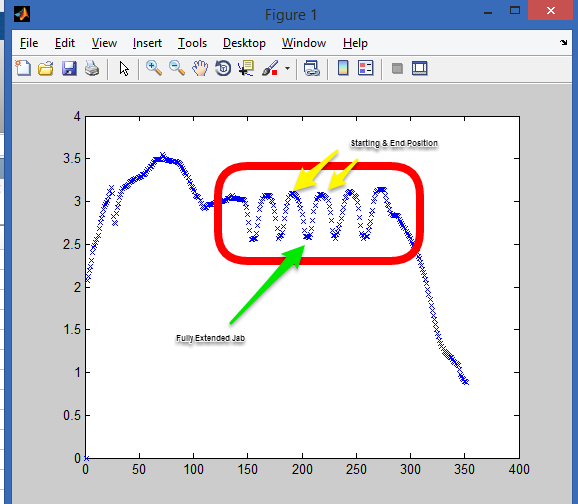 Figure 1
File Edit View Insert Tools Desktop Window Help
4
3.5
3
2.5
2
1.5
1
0.5
0
Starting & End Position
Fully Extended Jab
0 50 100 150 200 250 300 350 400